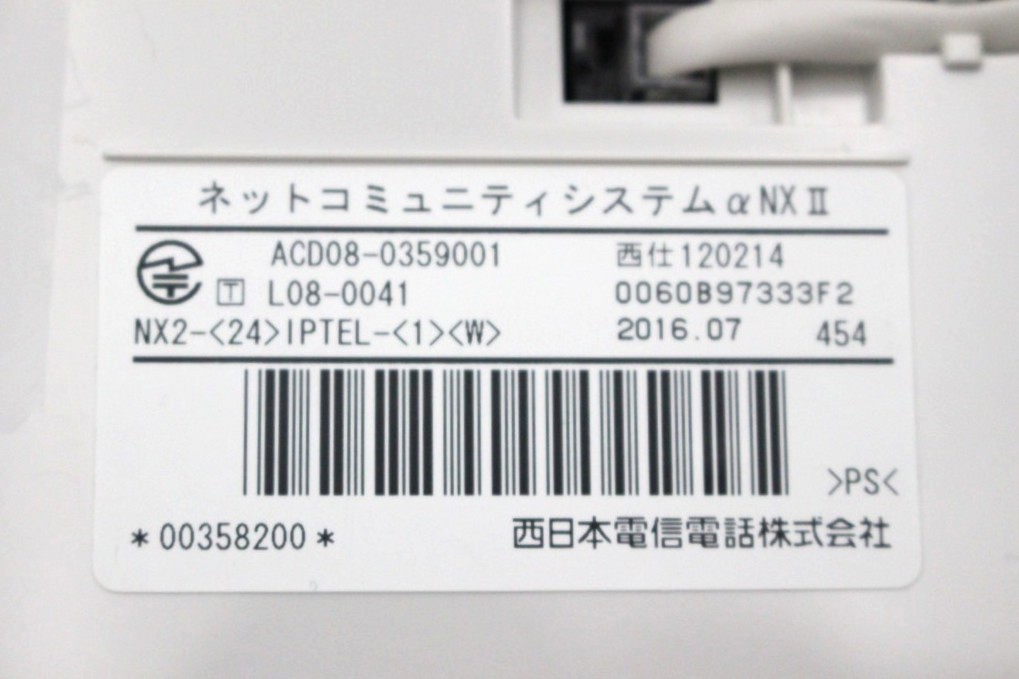 ネットコミュニティシステムαNXⅡ
ACD08-0359001 西仕120214
T L08-0041 0060B97333F2
NX2-<24>IPTEL-<1><W> 2016.07 454
>PS<
*00358200* 西日本電信電話株式会社